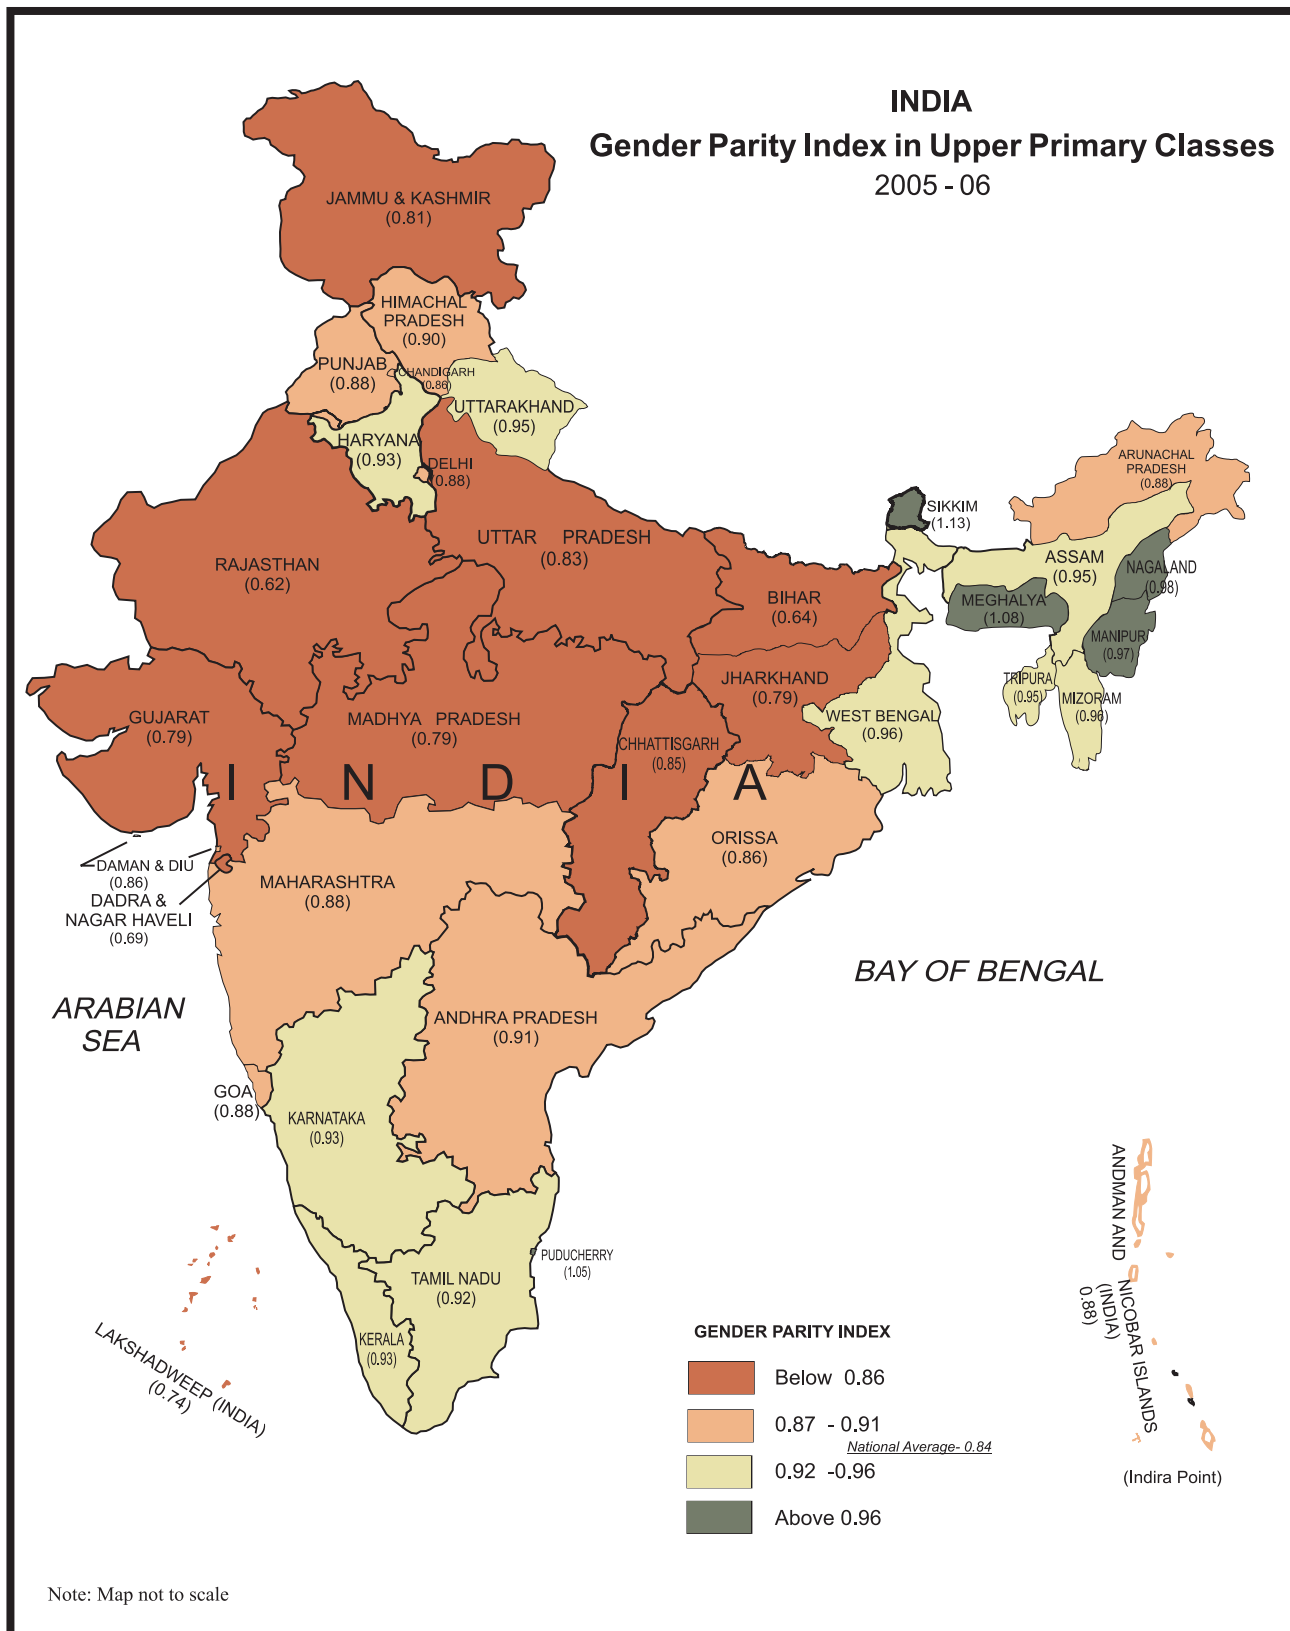 INDIA
Gender Parity Index in Upper Primary Classes
2005 - 06
JAMMU & KASHMIR
(0.81)
HIMACHAL
PRADESH
(0.90)
PUNJAB
(0.88)
CHANDIGARH
(0.86)
UTTARAKHAND
(0.95)
HARYANA
(0.93)
DELHI
(0.88)
ARUNACHAL
PRADESH
(0.88)
SIKKIM
(1.13)
RAJASTHAN
(0.62)
UTTAR PRADESH
(0.83)
ASSAM
(0.95)
NAGALAND
(0.98)
BIHAR
(0.64)
MEGHALYA
(1.08)
MANIPUR
(0.97)
JHARKHAND
(0.79)
TRIPURA
(0.95)
MIZORAM
(0.96)
GUJARAT
(0.79)
MADHYA PRADESH
(0.79)
WEST BENGAL
(0.96)
CHHATTISGARH
(0.85)
I N D I A
ORISSA
(0.86)
DAMAN & DIU
(0.86)
DADRA &
NAGAR HAVELI
(0.69)
MAHARASHTRA
(0.88)
BAY OF BENGAL
ARABIAN
SEA
ANDHRA PRADESH
(0.91)
GOA
(0.88)
KARNATAKA
(0.93)
PUDUCHERRY
(1.05)
TAMIL NADU
(0.92)
KERALA
(0.93)
LAKSHADWEEP (INDIA)
(0.74)
ANDMAN AND
NICOBAR ISLANDS
(INDIA)
0.88)
(Indira Point)
GENDER PARITY INDEX
Below 0.86
0.87 - 0.91
National Average- 0.84
0.92 -0.96
Above 0.96
Note: Map not to scale